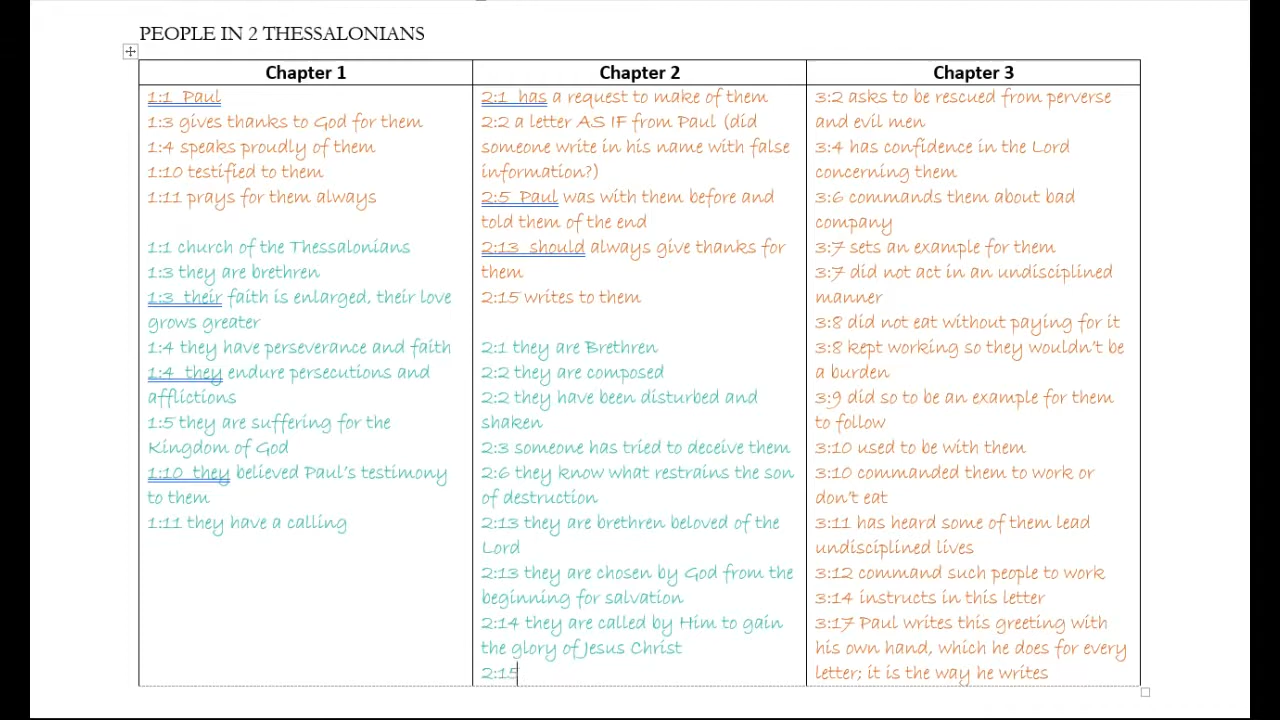 PEOPLE IN 2 THESSALONIANS
Chapter 1
1:1 Paul
1:3 gives thanks to God for them
1:4 speaks proudly of them
1:10 testified to them
1:11 prays for them always
1:1 church of the Thessalonians
1:3 they are brethren
1:3 their faith is enlarged, their love
grows greater
1:4 they have perseverance and faith
1:4 they endure persecutions and
afflictions
1:5 they are suffering for the
Kingdom of God
1:10 they believed Paul's testimony
to them
1:11 they have a calling
Chapter 2
2:1 has a request to make of them
2:2 a letter AS IF from Paul (did
someone write in his name with false
information?)
2:5 Paul was with them before and
told them of the end
2:13 should always give thanks for
them
2:15 writes to them
2:1 they are Brethren
2:2 they are composed
2:2 they have been disturbed and
shaken
2:3 someone has tried to deceive them
2:6 they know what restrains the son
of destruction
2:13 they are brethren beloved of the
Lord
2:13 they are chosen by God from the
beginning for salvation
2:14 they are called by Him to gain
the glory of Jesus Christ
2:15
Chapter 3
3:2 asks to be rescued from perverse
and evil men
3:4 has confidence in the Lord
concerning them
3:6 commands them about bad
company
3:7 sets an example for them
3:7 did not act in an undisciplined
manner
3:8 did not eat without paying for it
3:8 kept working so they wouldn't be
a burden
3:9 did so to be an example for them
to follow
3:10 used to be with them
3:10 commanded them to work or
don't eat
3:11 has heard some of them lead
undisciplined lives
3:12 command such people to work
3:14 instructs in this letter
3:17 Paul writes this greeting with
his own hand, which he does for every
letter; it is the way he writes